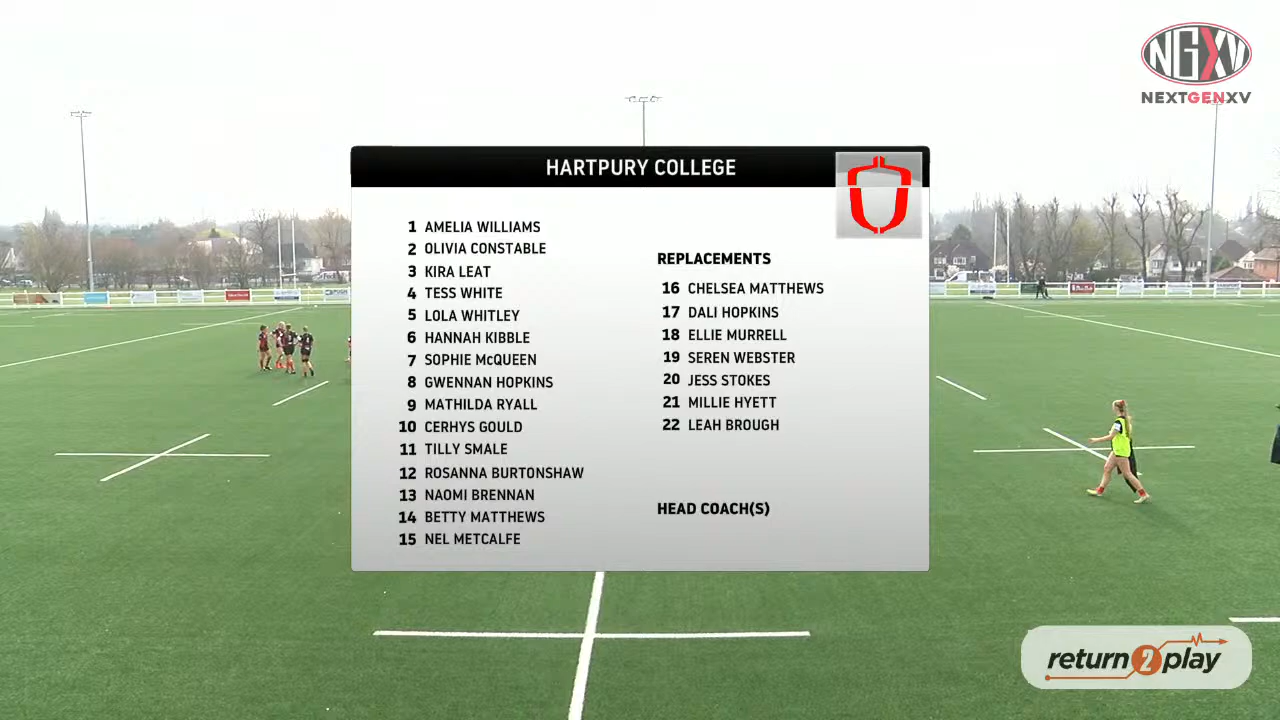 NGXV
NEXTGENXV
HARTPURY COLLEGE
1 AMELIA WILLIAMS
2 OLIVIA CONSTABLE
3 KIRA LEAT
4 TESS WHITE
5 LOLA WHITLEY
6 HANNAH KIBBLE
7 SOPHIE McQUEEN
8 GWENNAN HOPKINS
9 MATHILDA RYALL
10 CERHYS GOULD
11 TILLY SMALE
12 ROSANNA BURTONSHAW
13 NAOMI BRENNAN
14 BETTY MATTHEWS
15 NEL METCALFE
REPLACEMENTS
16 CHELSEA MATTHEWS
17 DALI HOPKINS
18 ELLIE MURRELL
19 SEREN WEBSTER
20 JESS STOKES
21 MILLIE HYETT
22 LEAH BROUGH
HEAD COACH(S)
return2play